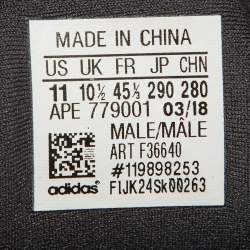 MADE IN CHINA
US UK FR JP CHN
11 10½ 45⅓ 290 280
APE 779001 03/18
MALE/MÂLE
ART F36640
#119898253
adidas FIJK24Sk00263